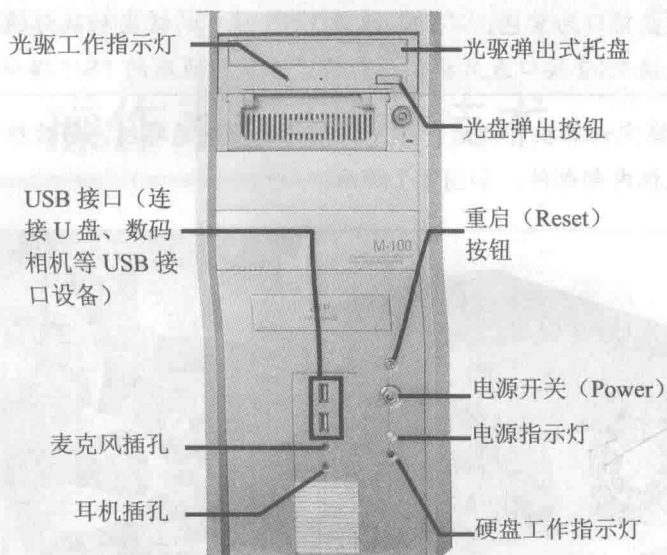 光驱工作指示灯
光驱弹出式托盘
光盘弹出按钮
USB 接口（连
接 U 盘、数码
相机等 USB 接
口设备）
重启（Reset）
按钮
M-100
电源开关（Power）
电源指示灯
麦克风插孔
耳机插孔
硬盘工作指示灯